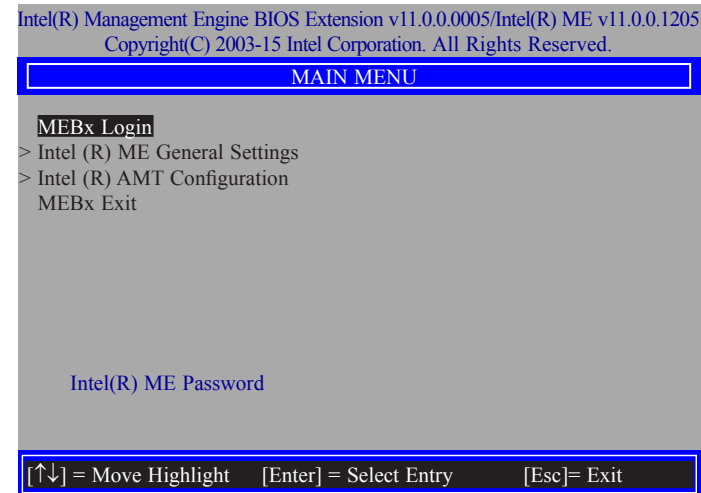 Intel(R) Management Engine BIOS Extension v11.0.0.0005/Intel(R) ME v11.0.0.1205
Copyright(C) 2003-15 Intel Corporation. All Rights Reserved.
MAIN MENU
MEBx Login
> Intel (R) ME General Settings
> Intel (R) AMT Configuration
MEBx Exit
Intel(R) ME Password
[↑↓] = Move Highlight [Enter] = Select Entry [Esc]= Exit